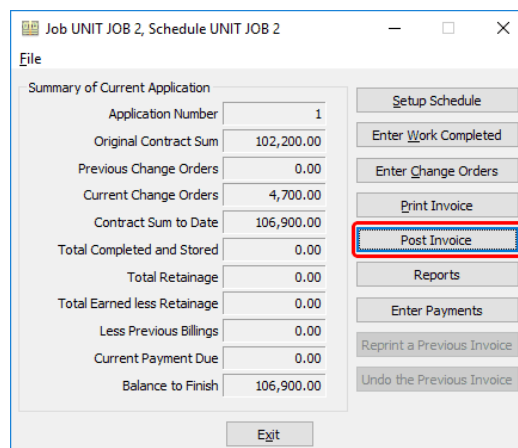 Job UNIT JOB 2, Schedule UNIT JOB 2
File
Summary of Current Application
Application Number 1
Original Contract Sum 102,200.00
Previous Change Orders 0.00
Current Change Orders 4,700.00
Contract Sum to Date 106,900.00
Total Completed and Stored 0.00
Total Retainage 0.00
Total Earned less Retainage 0.00
Less Previous Billings 0.00
Current Payment Due 0.00
Balance to Finish 106,900.00
Setup Schedule
Enter Work Completed
Enter Change Orders
Print Invoice
Post Invoice
Reports
Enter Payments
Reprint a Previous Invoice
Undo the Previous Invoice
Exit